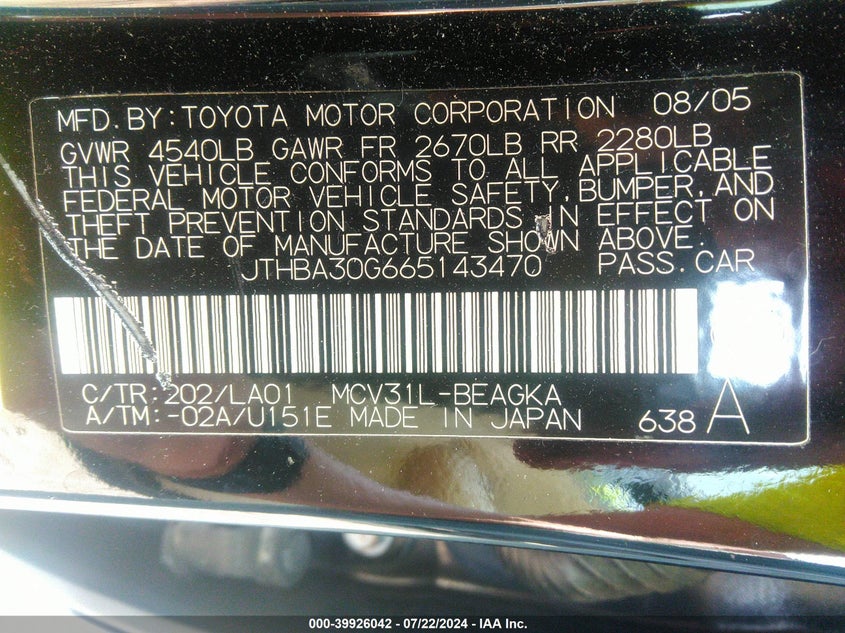 MFD. BY: TOYOTA MOTOR CORPORATION 08/05
GVWR 4540LB GAWR FR 2670LB RR 2280LB
THIS VEHICLE CONFORMS TO ALL APPLICABLE
FEDERAL MOTOR VEHICLE SAFETY, BUMPER, AND
THEFT PREVENTION STANDARDS IN EFFECT ON
THE DATE OF MANUFACTURE SHOWN ABOVE.
JTHBA30G665143470 PASS. CAR
C/TR: 202/LA01 MCV31L-BEAGKA
A/TM: -02A/U151E MADE IN JAPAN 638 A
000-39926042 - 07/22/2024 - IAA Inc.